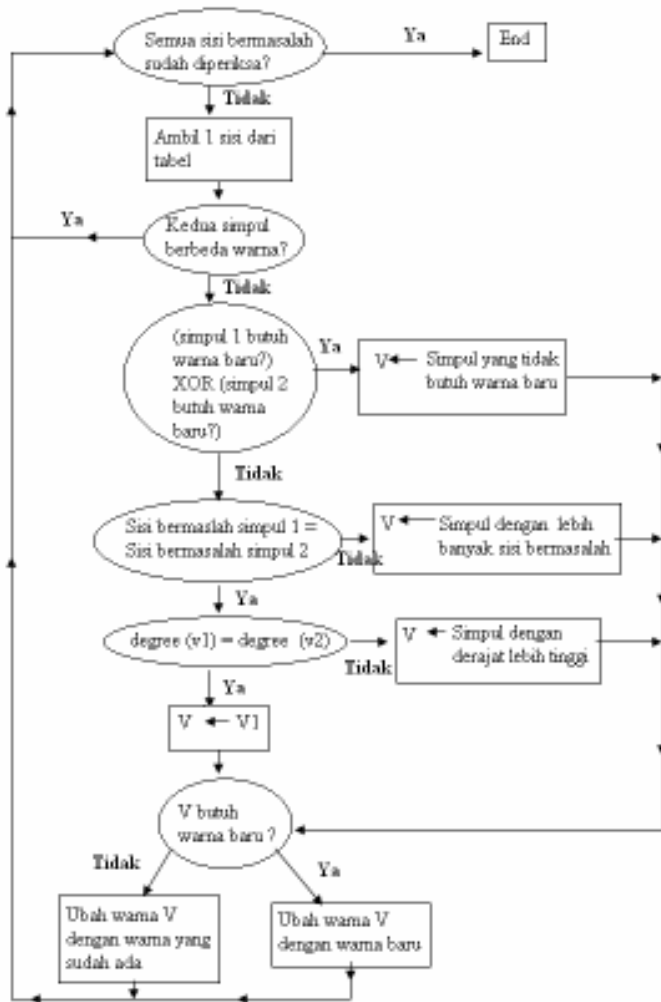 Semua sisi bermasalah
sudah diperiksa?
Ya
End
Tidak
Ambil 1 sisi dari
tabel
Ya
Kedua simpul
berbeda warna?
Tidak
(simpul 1 butuh
warna baru?)
XOR (simpul 2
butuh warna
baru?)
Ya
V ← Simpul yang tidak
butuh warna baru
Tidak
Sisi bermaslah simpul 1 =
Sisi bermasalah simpul 2
Tidak
V ← Simpul dengan lebih
banyak sisi bermasalah
Ya
degree (v1) = degree (v2)
Tidak
V ← Simpul dengan
derajat lebih tinggi
Ya
V ← V1
V butuh
warna baru ?
Tidak
Ya
Ubah warna V
dengan warna yang
sudah ada
Ubah warna V
dengan warna baru